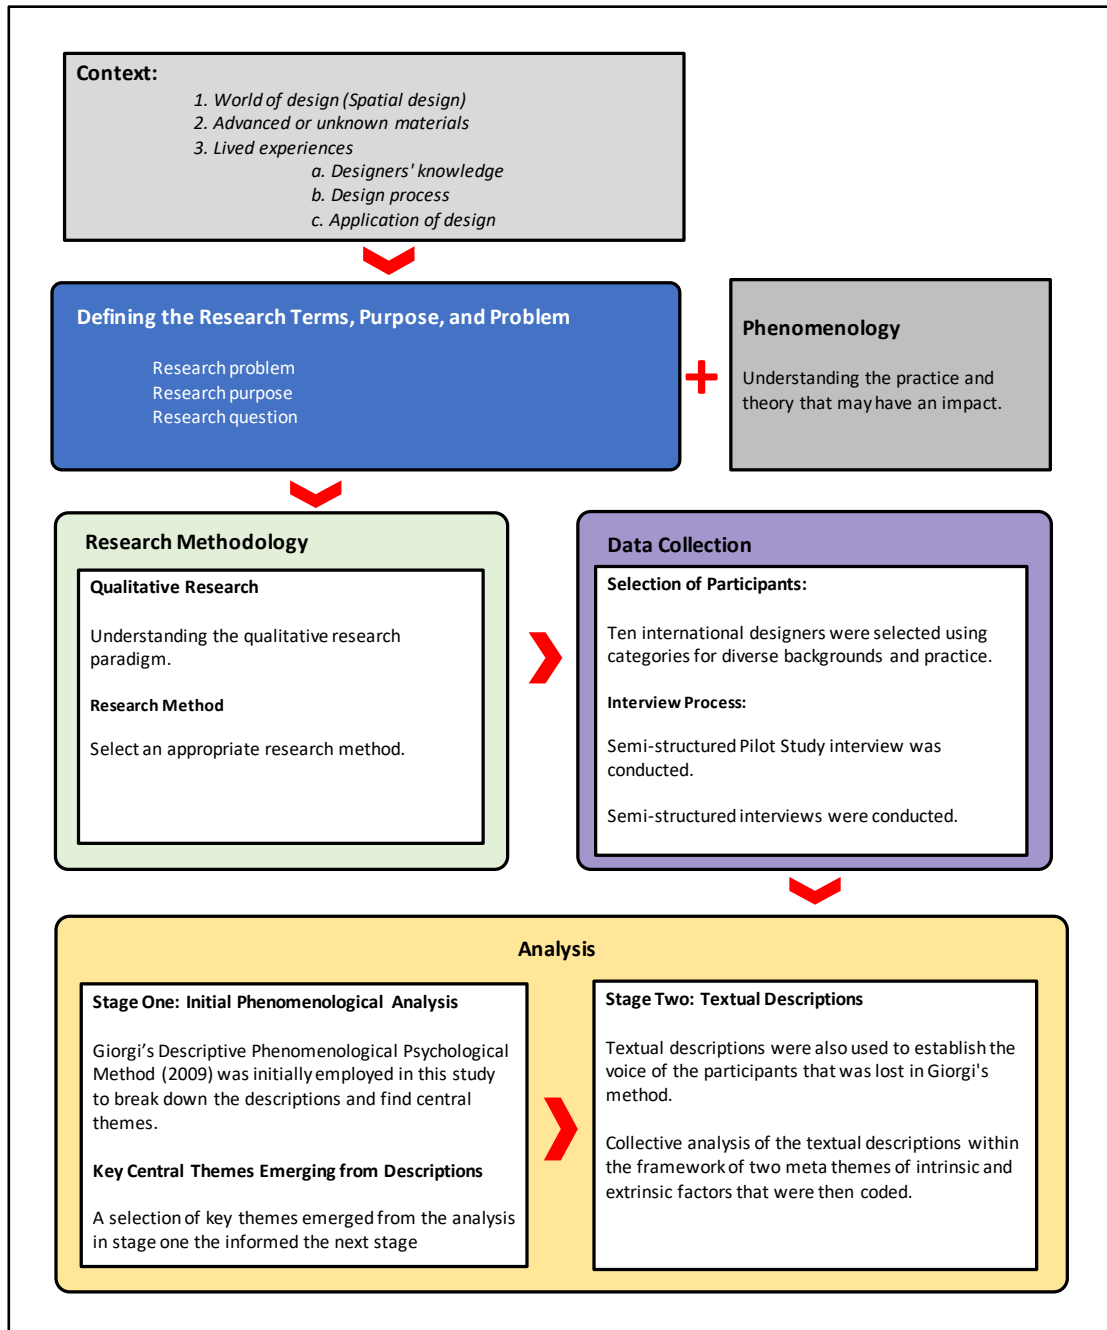 Context:
1. World of design (Spatial design)
2. Advanced or unknown materials
3. Lived experiences
a. Designers' knowledge
b. Design process
c. Application of design
Defining the Research Terms, Purpose, and Problem
Research problem
Research purpose
Research question
Phenomenology
Understanding the practice and
theory that may have an impact.
Research Methodology
Qualitative Research
Understanding the qualitative research
paradigm.
Research Method
Select an appropriate research method.
Data Collection
Selection of Participants:
Ten international designers were selected using
categories for diverse backgrounds and practice.
Interview Process:
Semi-structured Pilot Study interview was
conducted.
Semi-structured interviews were conducted.
Analysis
Stage One: Initial Phenomenological Analysis
Giorgi’s Descriptive Phenomenological Psychological
Method (2009) was initially employed in this study
to break down the descriptions and find central
themes.
Key Central Themes Emerging from Descriptions
A selection of key themes emerged from the analysis
in stage one the informed the next stage
Stage Two: Textual Descriptions
Textual descriptions were also used to establish the
voice of the participants that was lost in Giorgi's
method.
Collective analysis of the textual descriptions within
the framework of two meta themes of intrinsic and
extrinsic factors that were then coded.